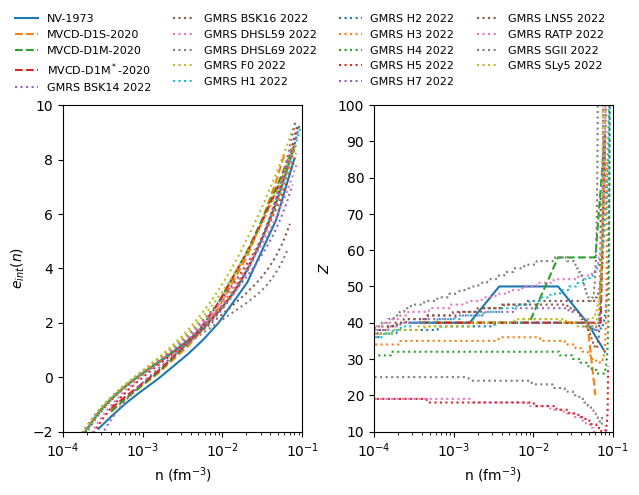 NV-1973
MVCD-D1S-2020
MVCD-D1M-2020
MVCD-D1M*-2020
GMRS BSK14 2022
GMRS BSK16 2022
GMRS DHSL59 2022
GMRS DHSL69 2022
GMRS F0 2022
GMRS H1 2022
GMRS H2 2022
GMRS H3 2022
GMRS H4 2022
GMRS H5 2022
GMRS H7 2022
GMRS LNS5 2022
GMRS RATP 2022
GMRS SGII 2022
GMRS SLy5 2022
e_int(n)
10
8
6
4
2
0
−2
10⁻⁴ 10⁻³ 10⁻² 10⁻¹
n (fm⁻³)
Z
100
90
80
70
60
50
40
30
20
10
10⁻⁴ 10⁻³ 10⁻² 10⁻¹
n (fm⁻³)